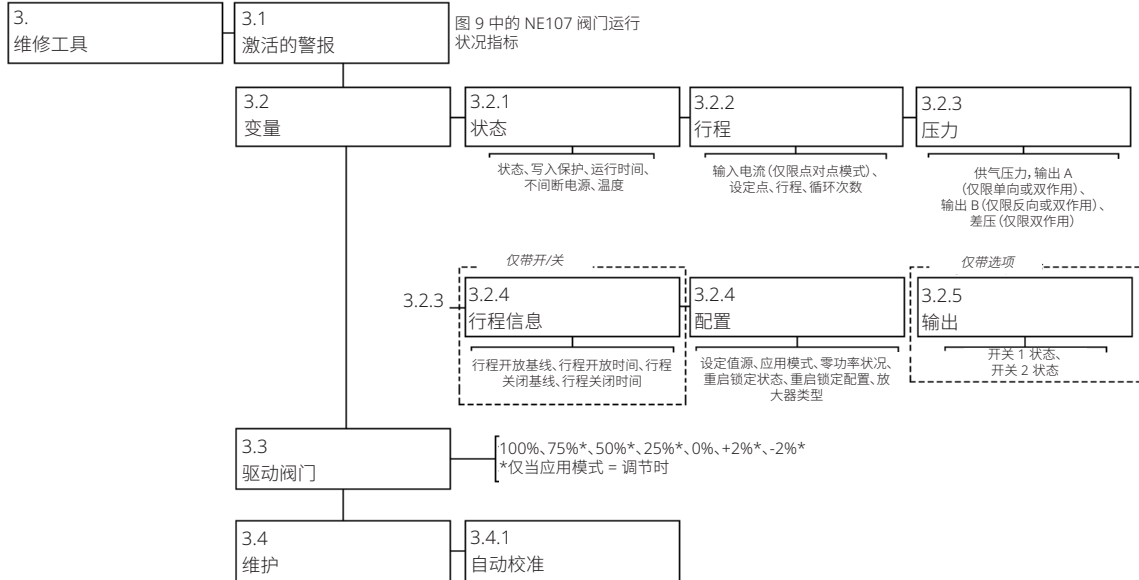 3.
维修工具
3.1
激活的警报
图 9 中的 NE107 阀门运行
状况指标
3.2
变量
3.2.1
状态
3.2.2
行程
3.2.3
压力
状态、写入保护、运行时间、
不间断电源、温度
输入电流(仅限点对点模式)、
设定点、行程、循环次数
供气压力,输出 A
(仅限单向或双作用)、
输出 B(仅限反向或双作用)、
差压(仅限双作用)
仅带开/关
仅带选项
3.2.3
3.2.4
行程信息
3.2.4
配置
3.2.5
输出
行程开放基线、行程开放时间、行程
关闭基线、行程关闭时间
设定值源、应用模式、零功率状况、
重启锁定状态、重启锁定配置、放
大器类型
开关 1 状态、
开关 2 状态
3.3
驱动阀门
100%、75%*、50%*、25%*、0%、+2%*、-2%*
*仅当应用模式 = 调节时
3.4
维护
3.4.1
自动校准